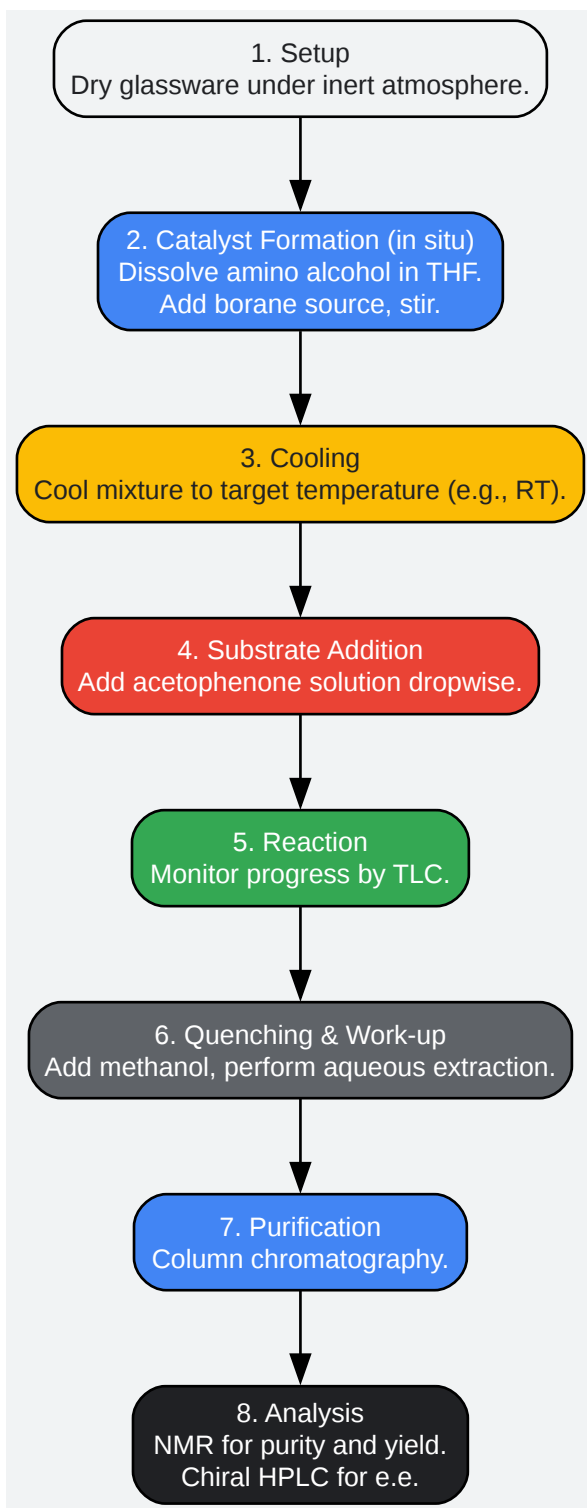 1. Setup
Dry glassware under inert atmosphere.
2. Catalyst Formation (in situ)
Dissolve amino alcohol in THF.
Add borane source, stir.
3. Cooling
Cool mixture to target temperature (e.g., RT).
4. Substrate Addition
Add acetophenone solution dropwise.
5. Reaction
Monitor progress by TLC.
6. Quenching & Work-up
Add methanol, perform aqueous extraction.
7. Purification
Column chromatography.
8. Analysis
NMR for purity and yield.
Chiral HPLC for e.e.